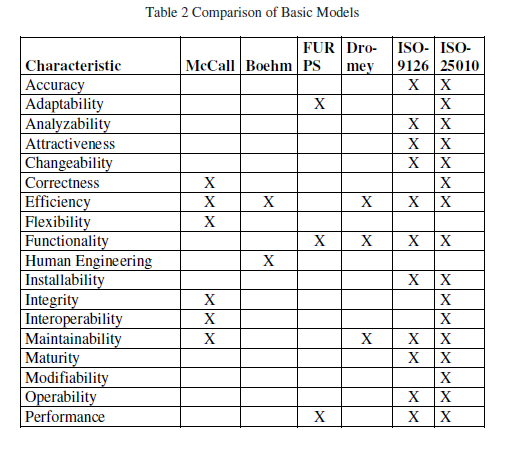 Table 2 Comparison of Basic Models
Characteristic McCall Boehm FUR PS Dro- mey ISO- 9126 ISO- 25010
Accuracy X X
Adaptability X X
Analyzability X X
Attractiveness X X
Changeability X X
Correctness X X
Efficiency X X X X X
Flexibility X
Functionality X X X X
Human Engineering X
Installability X X
Integrity X X
Interoperability X X
Maintainability X X X X
Maturity X X
Modifiability X
Operability X X
Performance X X X